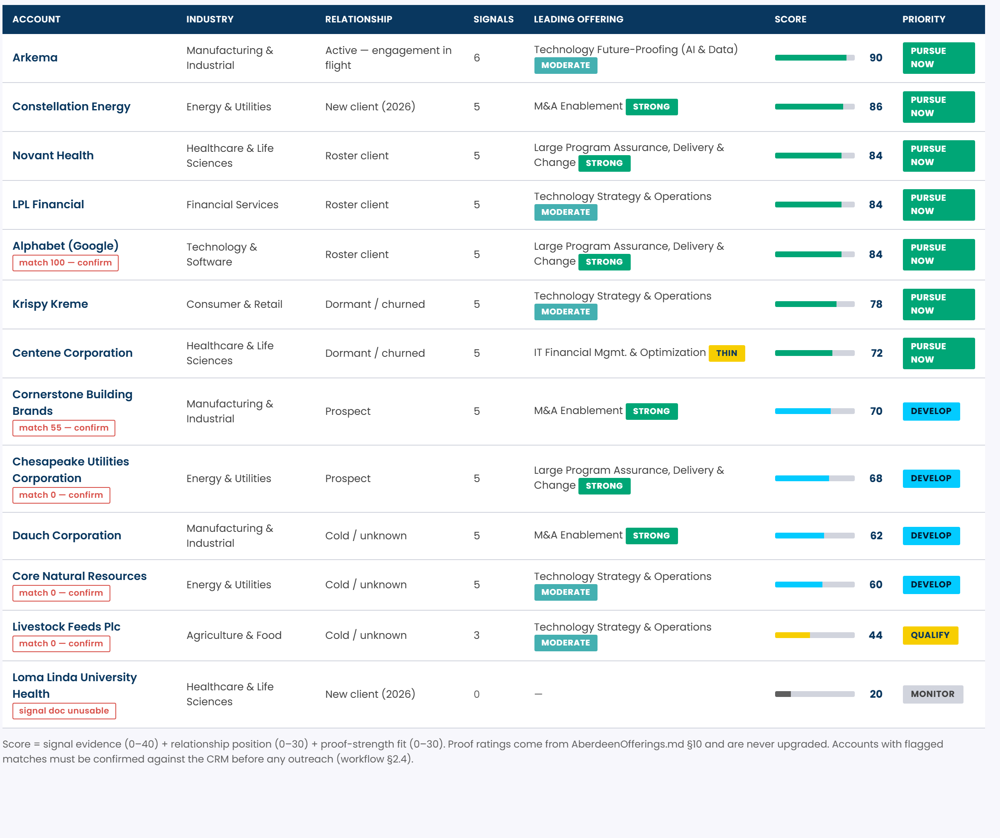 ACCOUNT INDUSTRY RELATIONSHIP SIGNALS LEADING OFFERING SCORE PRIORITY
Arkema
Manufacturing &
Industrial
Active — engagement in
flight
6
Technology Future-Proofing (AI & Data)
MODERATE
90
PURSUE
NOW
Constellation Energy
Energy & Utilities
New client (2026)
5
M&A Enablement STRONG
86
PURSUE
NOW
Novant Health
Healthcare & Life
Sciences
Roster client
5
Large Program Assurance, Delivery &
Change STRONG
84
PURSUE
NOW
LPL Financial
Financial Services
Roster client
5
Technology Strategy & Operations
MODERATE
84
PURSUE
NOW
Alphabet (Google)
match 100 — confirm
Technology &
Software
Roster client
5
Large Program Assurance, Delivery &
Change STRONG
84
PURSUE
NOW
Krispy Kreme
Consumer & Retail
Dormant / churned
5
Technology Strategy & Operations
MODERATE
78
PURSUE
NOW
Centene Corporation
Healthcare & Life
Sciences
Dormant / churned
5
IT Financial Mgmt. & Optimization THIN
72
PURSUE
NOW
Cornerstone Building
Brands
match 55 — confirm
Manufacturing &
Industrial
Prospect
5
M&A Enablement STRONG
70
DEVELOP
Chesapeake Utilities
Corporation
match 0 — confirm
Energy & Utilities
Prospect
5
Large Program Assurance, Delivery &
Change STRONG
68
DEVELOP
Dauch Corporation
Manufacturing &
Industrial
Cold / unknown
5
M&A Enablement STRONG
62
DEVELOP
Core Natural Resources
match 0 — confirm
Energy & Utilities
Cold / unknown
5
Technology Strategy & Operations
MODERATE
60
DEVELOP
Livestock Feeds Plc
match 0 — confirm
Agriculture & Food
Cold / unknown
3
Technology Strategy & Operations
MODERATE
44
QUALIFY
Loma Linda University
Health
signal doc unusable
Healthcare & Life
Sciences
New client (2026)
0
—
20
MONITOR
Score = signal evidence (0–40) + relationship position (0–30) + proof-strength fit (0–30). Proof ratings come from AberdeenOfferings.md §10 and are never upgraded. Accounts with flagged
matches must be confirmed against the CRM before any outreach (workflow §2.4).